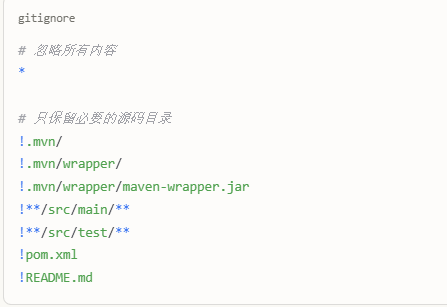 gitignore
# 忽略所有内容
*
# 只保留必要的源码目录
!.mvn/
!.mvn/wrapper/
!.mvn/wrapper/maven-wrapper.jar
!**/src/main/**
!**/src/test/**
!pom.xml
!README.md